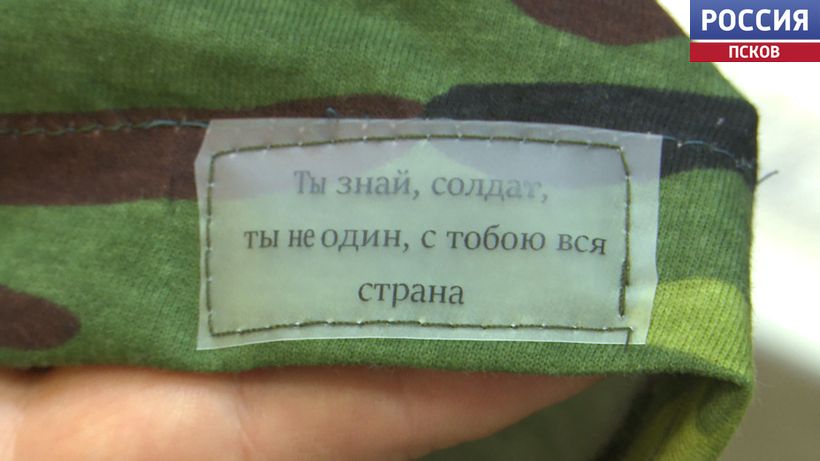 РОССИЯ
ПСКОВ
Ты знай, солдат,
ты не один, с тобою вся
страна